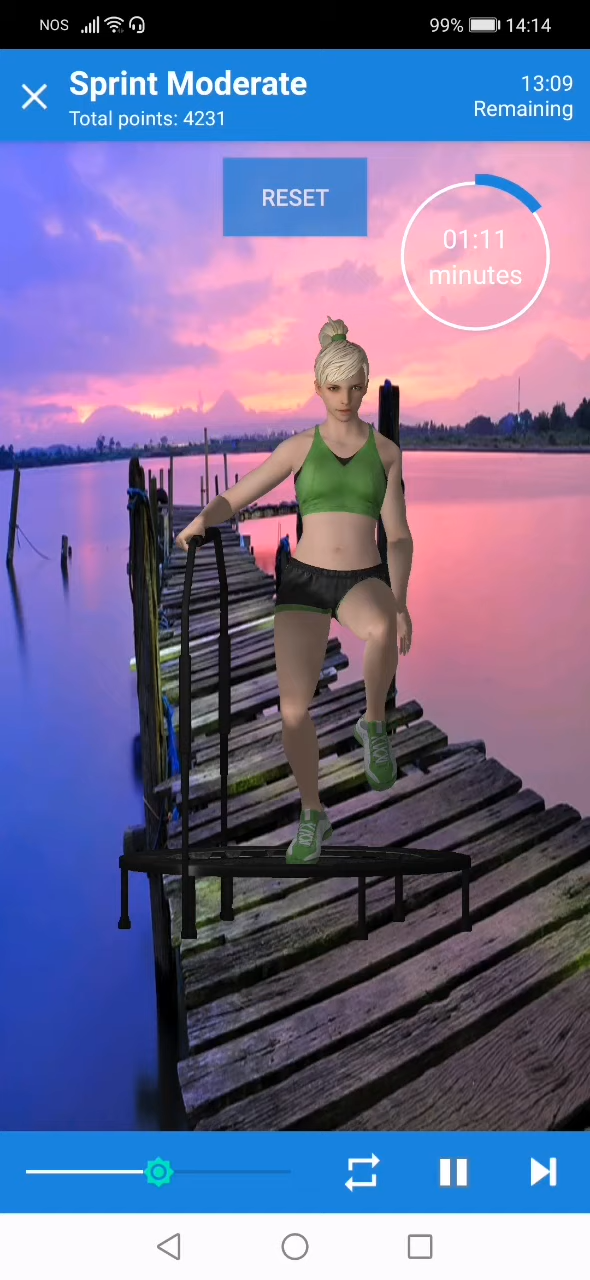 NOS
99%
14:14
Sprint Moderate
Total points: 4231
13:09
Remaining
RESET
01:11
minutes